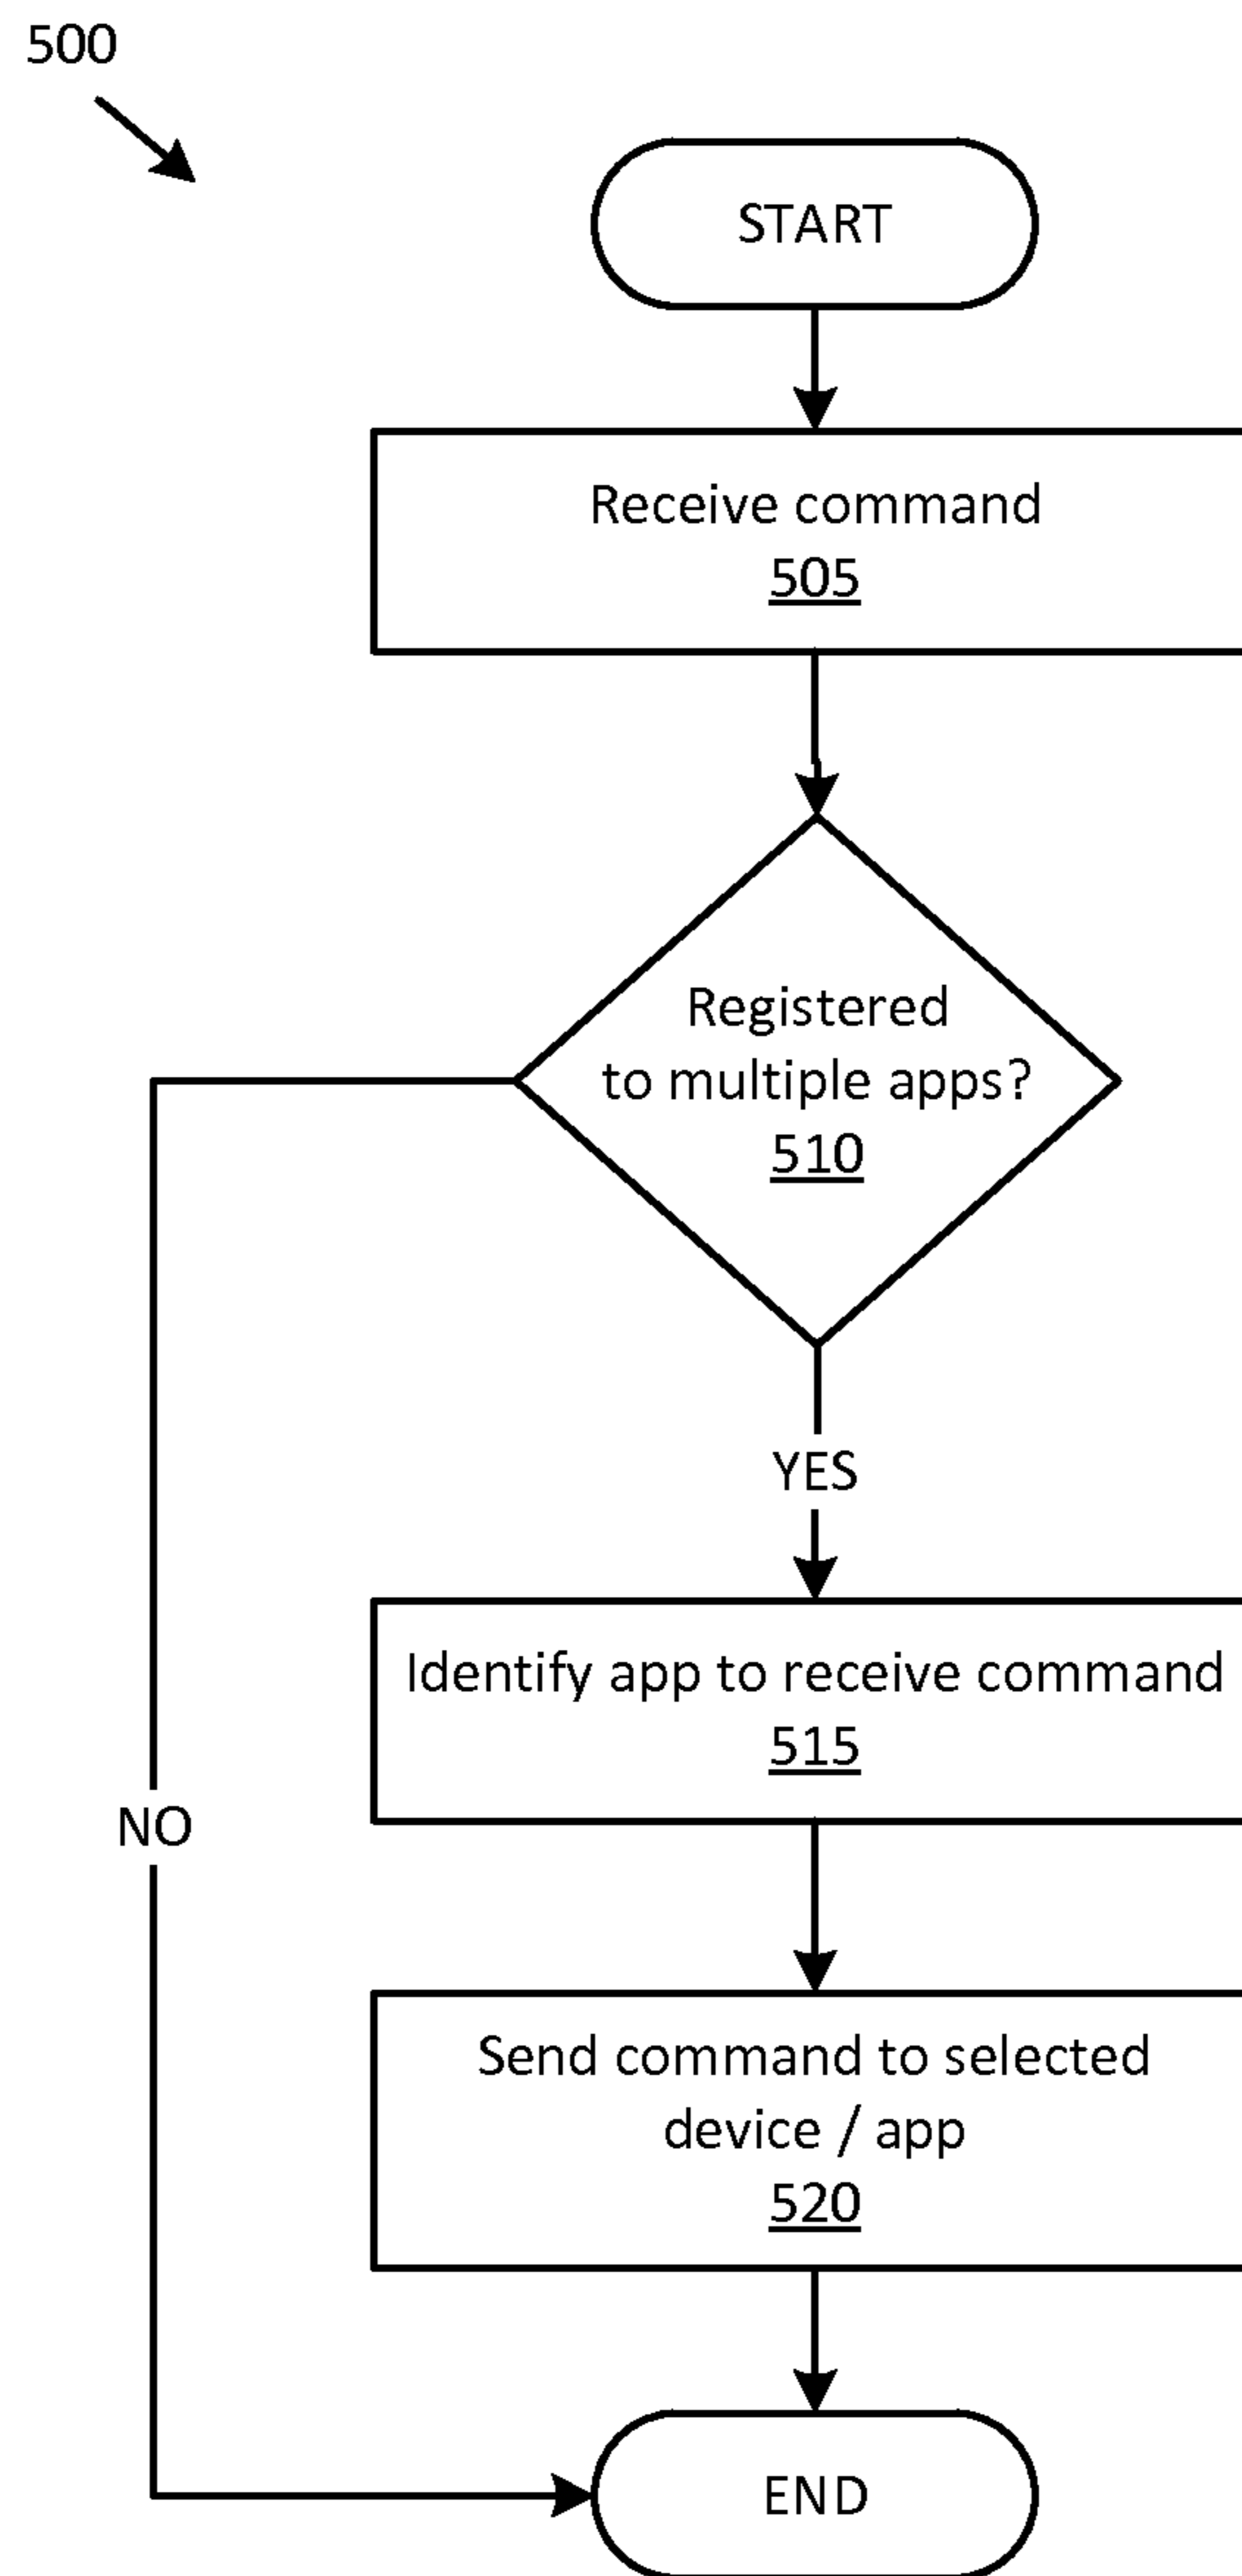 500
START
Receive command
505
Registered
to multiple apps?
510
YES
Identify app to receive command
515
NO
Send command to selected
device / app
520
END